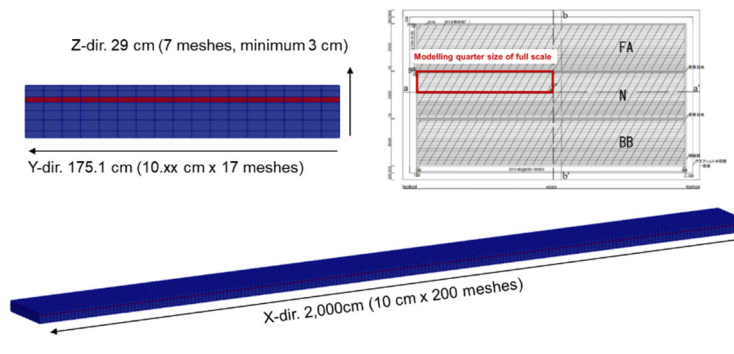 Z-dir. 29 cm (7 meshes, minimum 3 cm)
Y-dir. 175.1 cm (10.xx cm x 17 meshes)
b
FA
Modelling quarter size of full scale
a
a'
N
BB
b'
X-dir. 2,000cm (10 cm x 200 meshes)